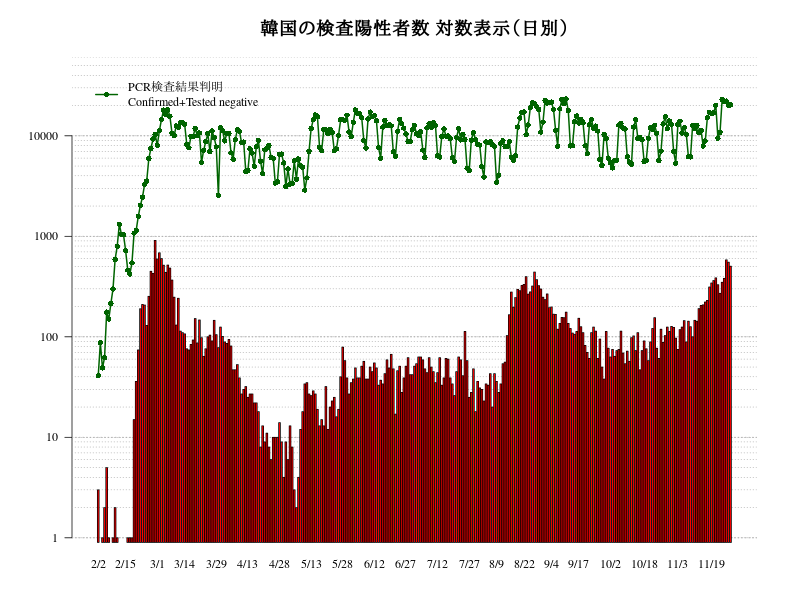 韓国の検査陽性者数 対数表示(日別)
PCR検査結果判明
Confirmed+Tested negative
10000
1000
100
10
1
2/2 2/15 3/1 3/14 3/29 4/13 4/28 5/13 5/28 6/12 6/27 7/12 7/27 8/9 8/22 9/4 9/17 10/2 10/18 11/3 11/19